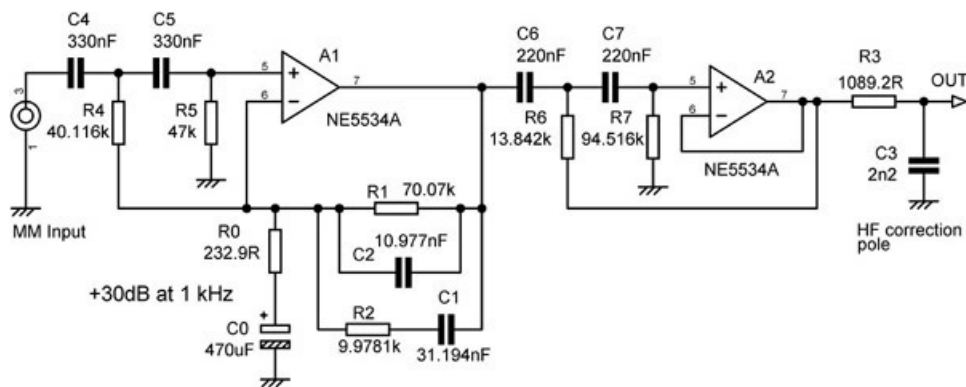 C4
330nF
C5
330nF
A1
5
6
7
+
−
NE5534A
3
1
R4
40.116k
R5
47k
MM Input
C6
220nF
C7
220nF
R6
13.842k
R7
94.516k
A2
5
6
7
+
−
NE5534A
R3
1089.2R
OUT
C3
2n2
HF correction
pole
R1
70.07k
10.977nF
C2
R0
232.9R
+30dB at 1 kHz
+
C0
470uF
R2
9.9781k
C1
31.194nF